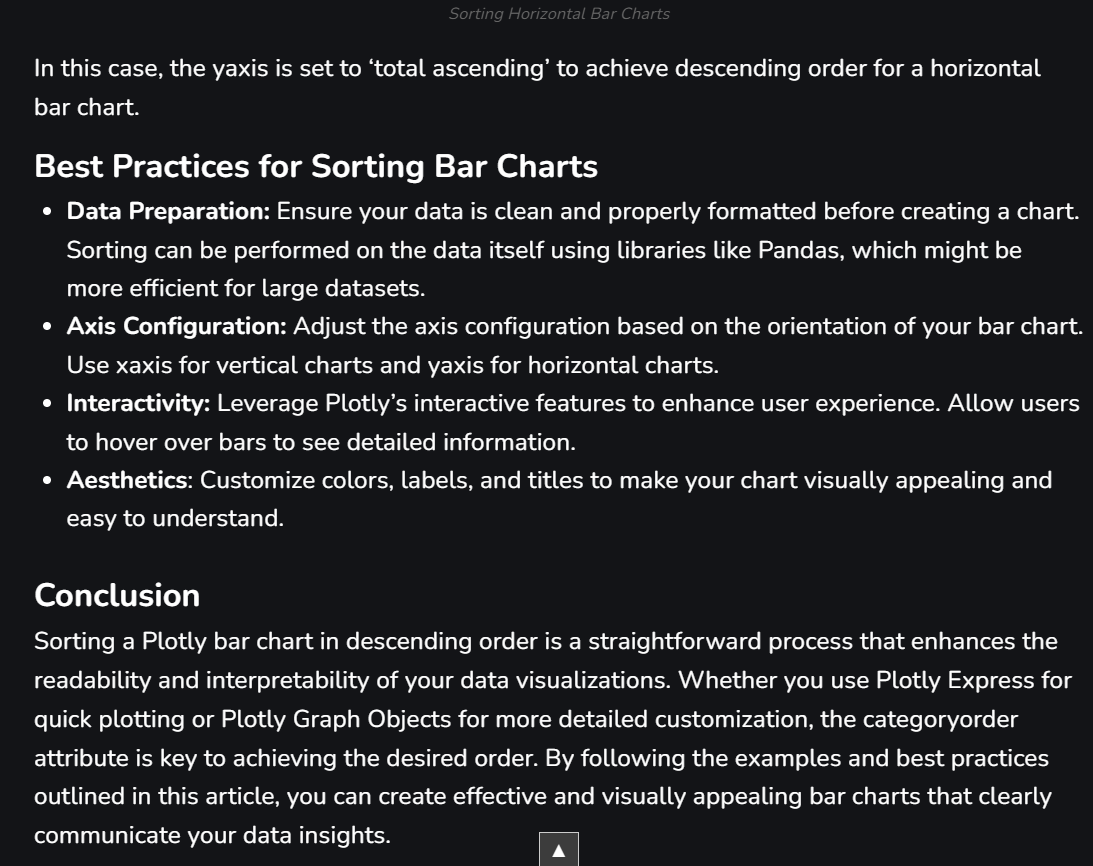 Sorting Horizontal Bar Charts
In this case, the yaxis is set to ‘total ascending’ to achieve descending order for a horizontal
bar chart.
Best Practices for Sorting Bar Charts
• Data Preparation: Ensure your data is clean and properly formatted before creating a chart.
Sorting can be performed on the data itself using libraries like Pandas, which might be
more efficient for large datasets.
• Axis Configuration: Adjust the axis configuration based on the orientation of your bar chart.
Use xaxis for vertical charts and yaxis for horizontal charts.
• Interactivity: Leverage Plotly’s interactive features to enhance user experience. Allow users
to hover over bars to see detailed information.
• Aesthetics: Customize colors, labels, and titles to make your chart visually appealing and
easy to understand.
Conclusion
Sorting a Plotly bar chart in descending order is a straightforward process that enhances the
readability and interpretability of your data visualizations. Whether you use Plotly Express for
quick plotting or Plotly Graph Objects for more detailed customization, the categoryorder
attribute is key to achieving the desired order. By following the examples and best practices
outlined in this article, you can create effective and visually appealing bar charts that clearly
communicate your data insights.